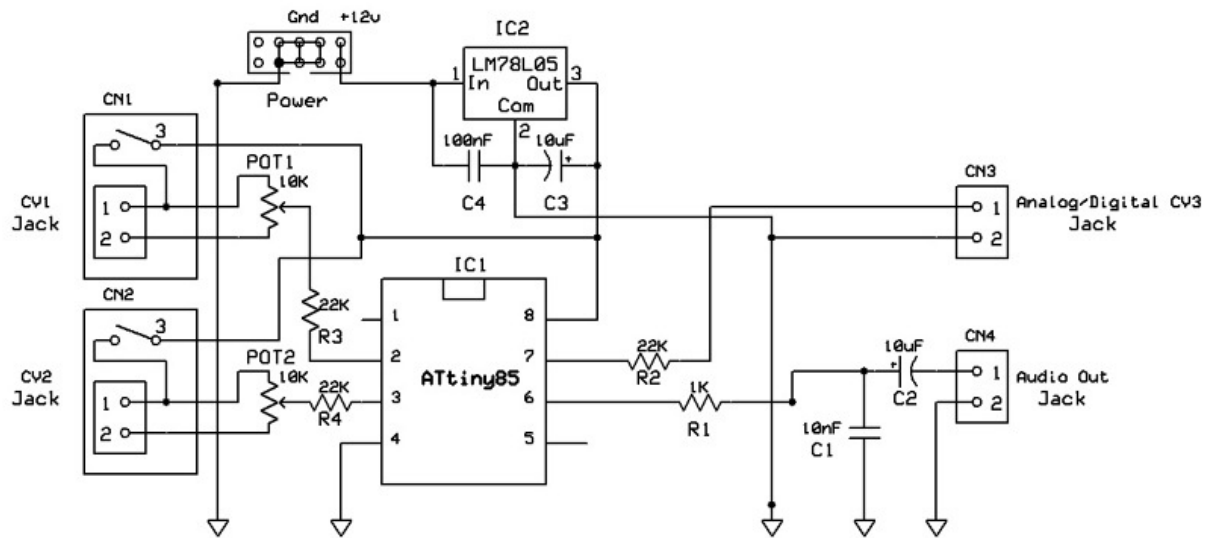 Gnd +12v
Power
IC2
LM78L05
1 In Out 3
Com
2
100nF
C4
10uF
+
C3
CN1
3
1
2
CV1
Jack
POT1
10K
22K
R3
CN2
3
1
2
CV2
Jack
POT2
10K
22K
R4
IC1
ATtiny85
1
2
3
4
8
7
6
5
22K
R2
1K
R1
10nF
C1
10uF
+
C2
CN3
1
2
Analog/Digital CV3
Jack
CN4
1
2
Audio Out
Jack